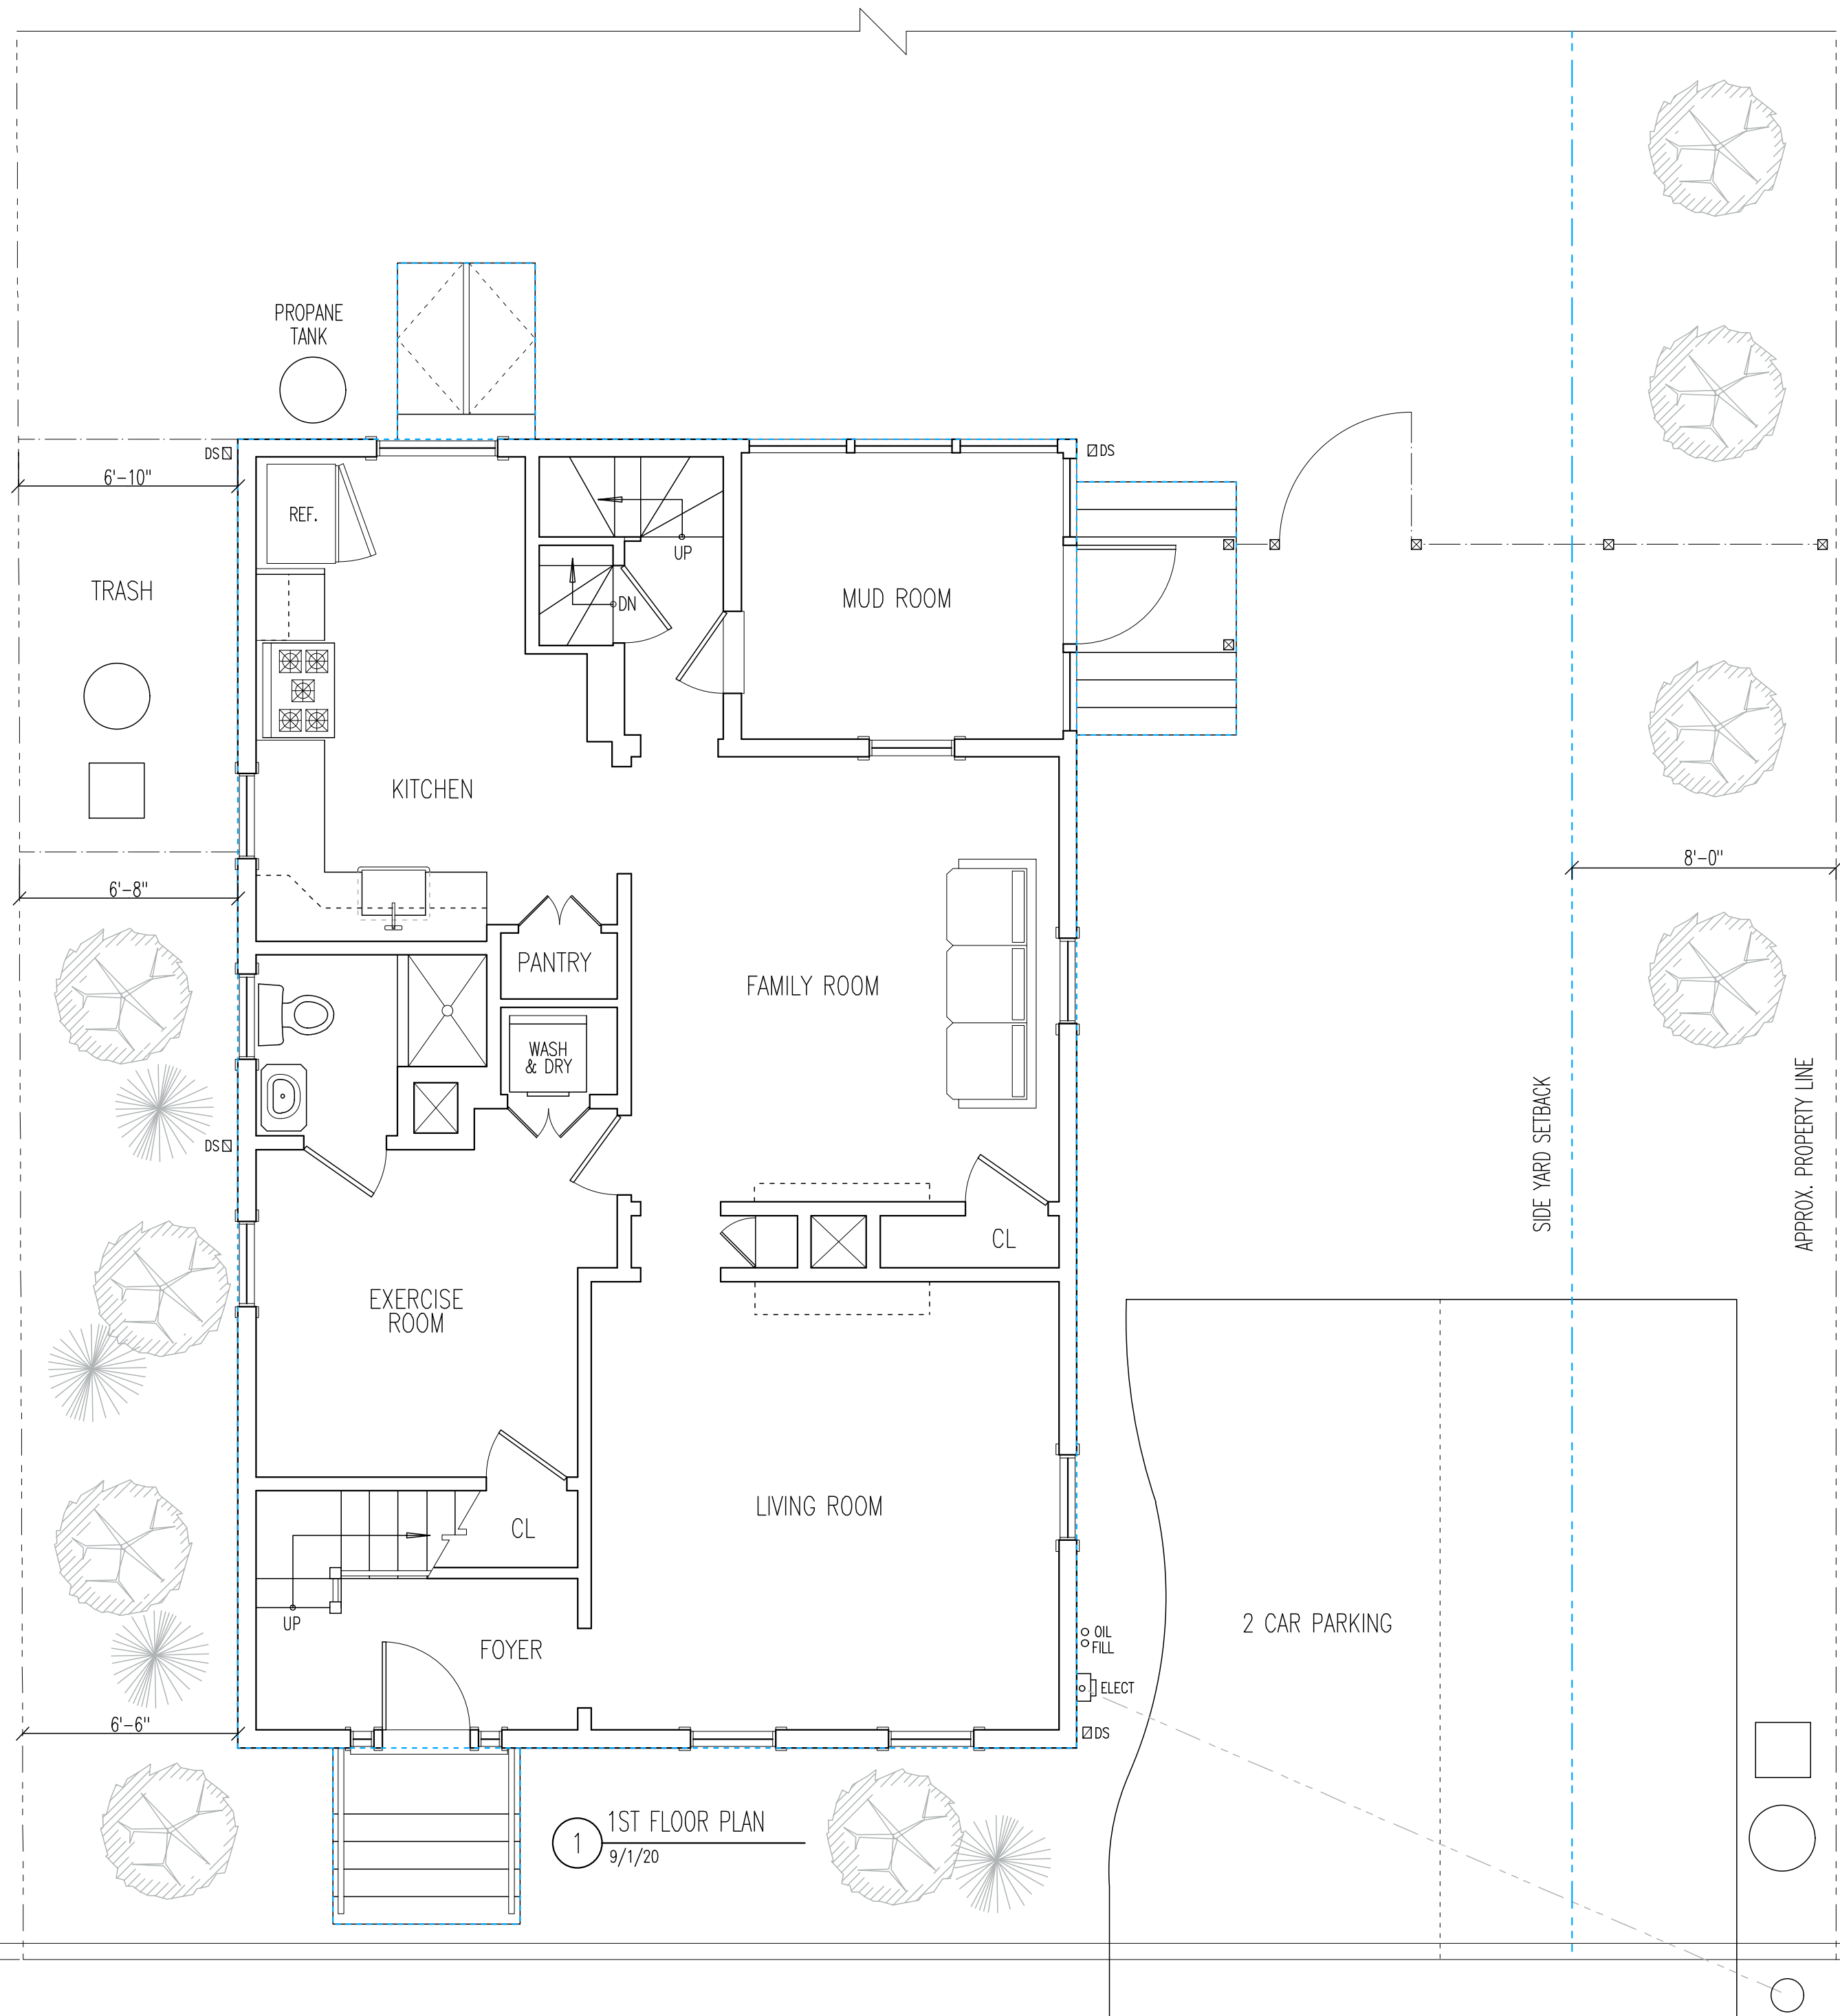 PROPANE
TANK
DS
DS
6'-10"
REF.
UP
TRASH
DN
MUD ROOM
KITCHEN
8'-0"
6'-8"
PANTRY
FAMILY ROOM
WASH
& DRY
SIDE YARD SETBACK
APPROX. PROPERTY LINE
DS
CL
EXERCISE
ROOM
LIVING ROOM
CL
UP
2 CAR PARKING
OIL
FILL
FOYER
ELECT
6'-6"
DS
1
1ST FLOOR PLAN
9/1/20